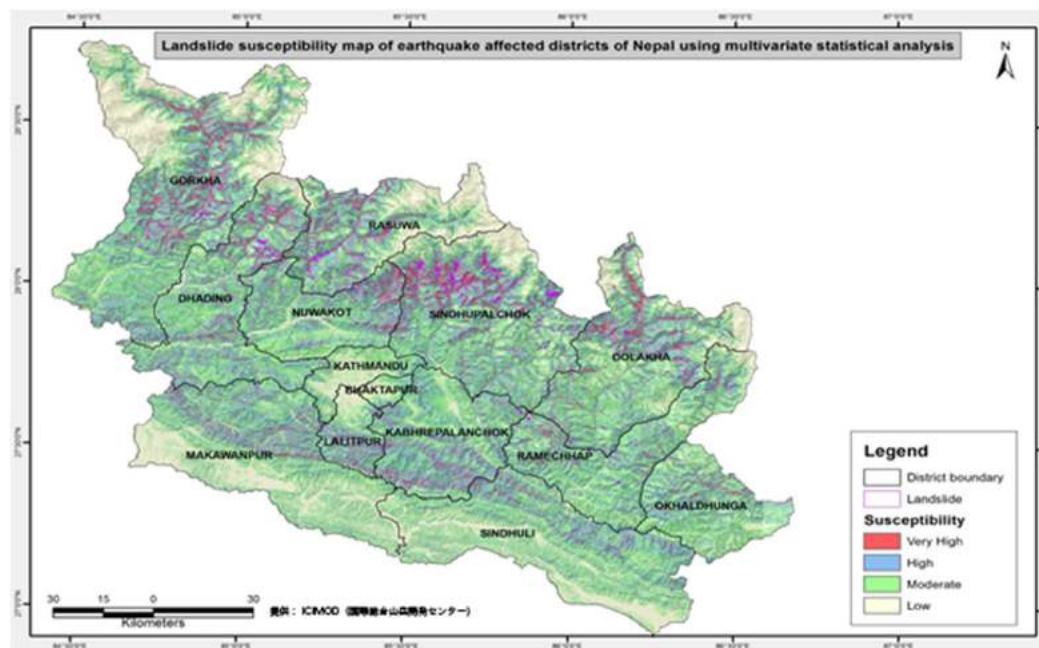 Landslide susceptibility map of earthquake affected districts of Nepal using multivariate statistical analysis
N
GORKHA
RASUWA
DHADING
NUWAKOT
SINDHUPALCHOK
DOLAKHA
KATHMANDU
BHAKTAPUR
LALITPUR
KABHREPALANCHOK
MAKAWANPUR
RAMECHHAP
OKHALDHUNGA
SINDHULI
Legend
District boundary
Landslide
Susceptibility
Very High
High
Moderate
Low
30 15 0 30
Kilometers
提供： ICIMOD（国際総合山岳開発センター）